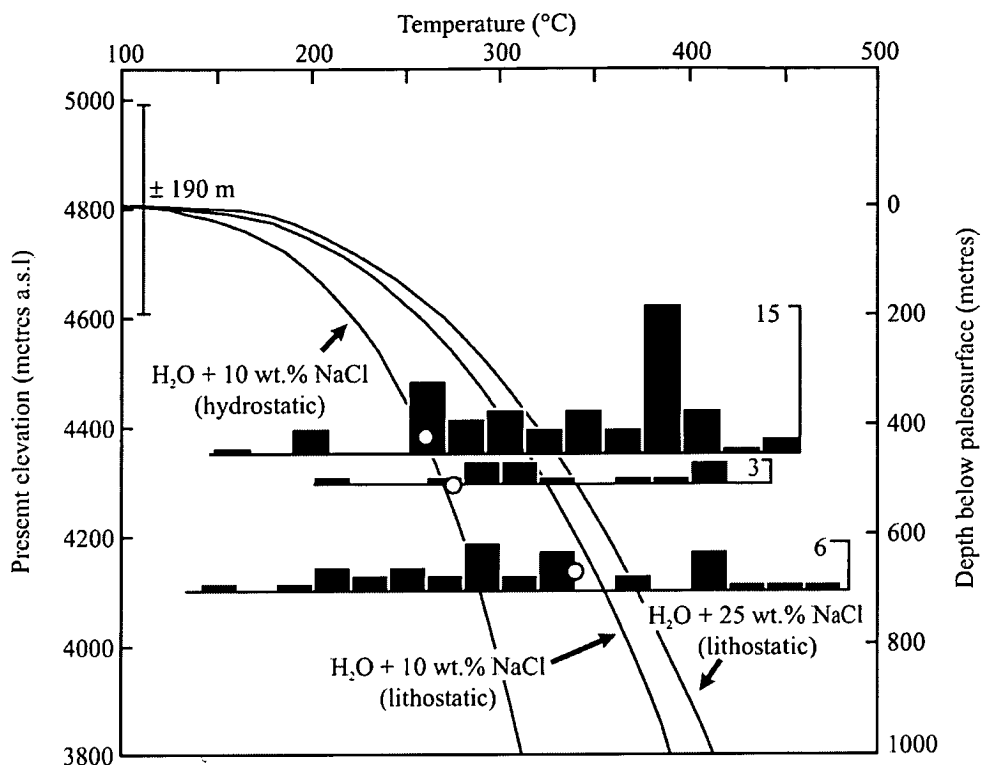 Temperature (°C)
100 200 300 400 500
5000
4800
4600
4400
4200
4000
3800
Present elevation (metres a.s.l)
± 190 m
H₂O + 10 wt.% NaCl
(hydrostatic)
15
3
6
H₂O + 25 wt.% NaCl
(lithostatic)
H₂O + 10 wt.% NaCl
(lithostatic)
0
200
400
600
800
1000
Depth below paleosurface (metres)